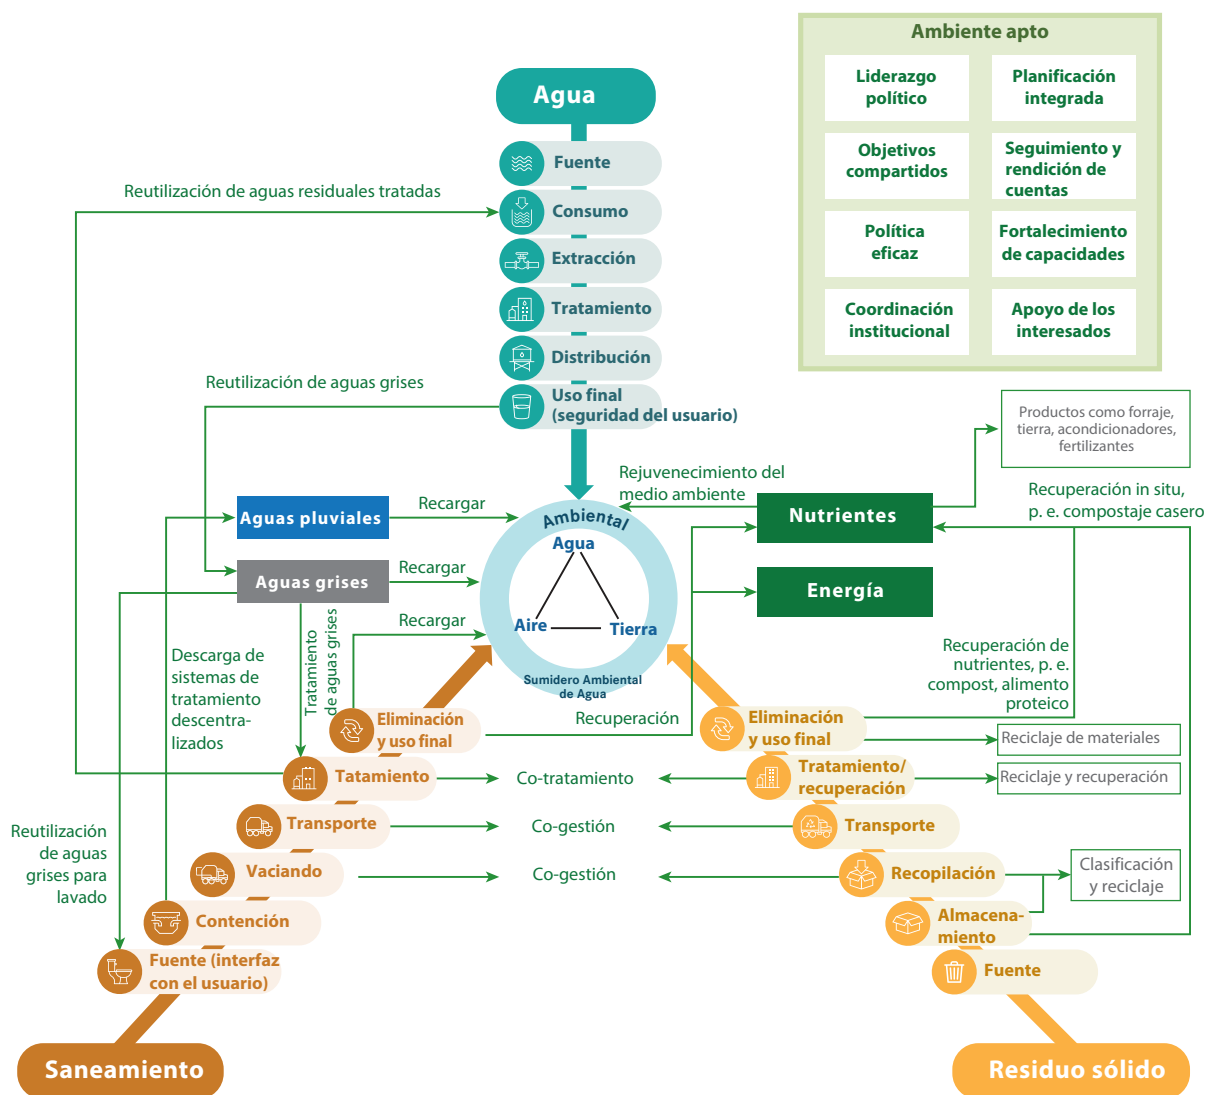 Ambiente apto
Liderazgo
político
Planificación
integrada
Objetivos
compartidos
Seguimiento y
rendición de
cuentas
Política
eficaz
Fortalecimiento
de capacidades
Coordinación
institucional
Apoyo de los
interesados
Agua
Fuente
Consumo
Extracción
Tratamiento
Distribución
Uso final
(seguridad del usuario)
Reutilización de aguas residuales tratadas
Reutilización de aguas grises
Productos como forraje,
tierra, acondicionadores,
fertilizantes
Rejuvenecimiento del
medio ambiente
Recuperación in situ,
p. e. compostaje casero
Aguas pluviales
Recargar
Nutrientes
Aguas grises
Recargar
Energía
Recargar
Ambiental
Agua
Aire
Tierra
Sumidero Ambiental
de Agua
Tratamiento
de aguas grises
Descarga de
sistemas de
tratamiento
descentra-
lizados
Recuperación de
nutrientes, p. e.
compost, alimento
proteico
Eliminación
y uso final
Recuperación
Eliminación
y uso final
Reciclaje de materiales
Tatamiento
Co-tratamiento
Tratamiento/
recuperación
Reciclaje y recuperación
Transporte
Co-gestión
Transporte
Reutilización
de aguas
grises para
lavado
Vaciando
Co-gestión
Recopilación
Clasificación
y reciclaje
Contención
Almacena-
miento
Fuente (interfaz
con el usuario)
Fuente
Saneamiento
Residuo sólido